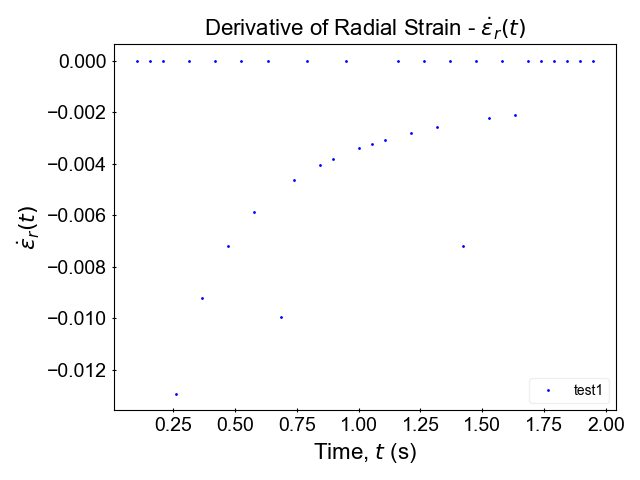 Derivative of Radial Strain - ε̇ᵣ(t)
0.000
−0.002
−0.004
−0.006
−0.008
−0.010
−0.012
ε̇ᵣ(t)
test1
0.25 0.50 0.75 1.00 1.25 1.50 1.75 2.00
Time, t (s)